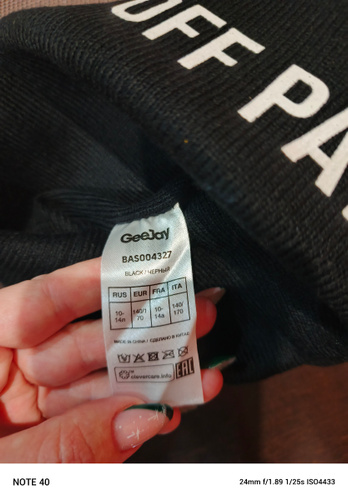 OFF PA
GeeJay
BAS004327
BLACK/ЧЕРНЫЙ
RUS EUR FRA ITA
10-14л 140/170 10-14a 140/170
MADE IN CHINA / СДЕЛАНО В КИТАЕ
clevercare.info
EAC
NOTE 40
24mm f/1.89 1/25s ISO4433